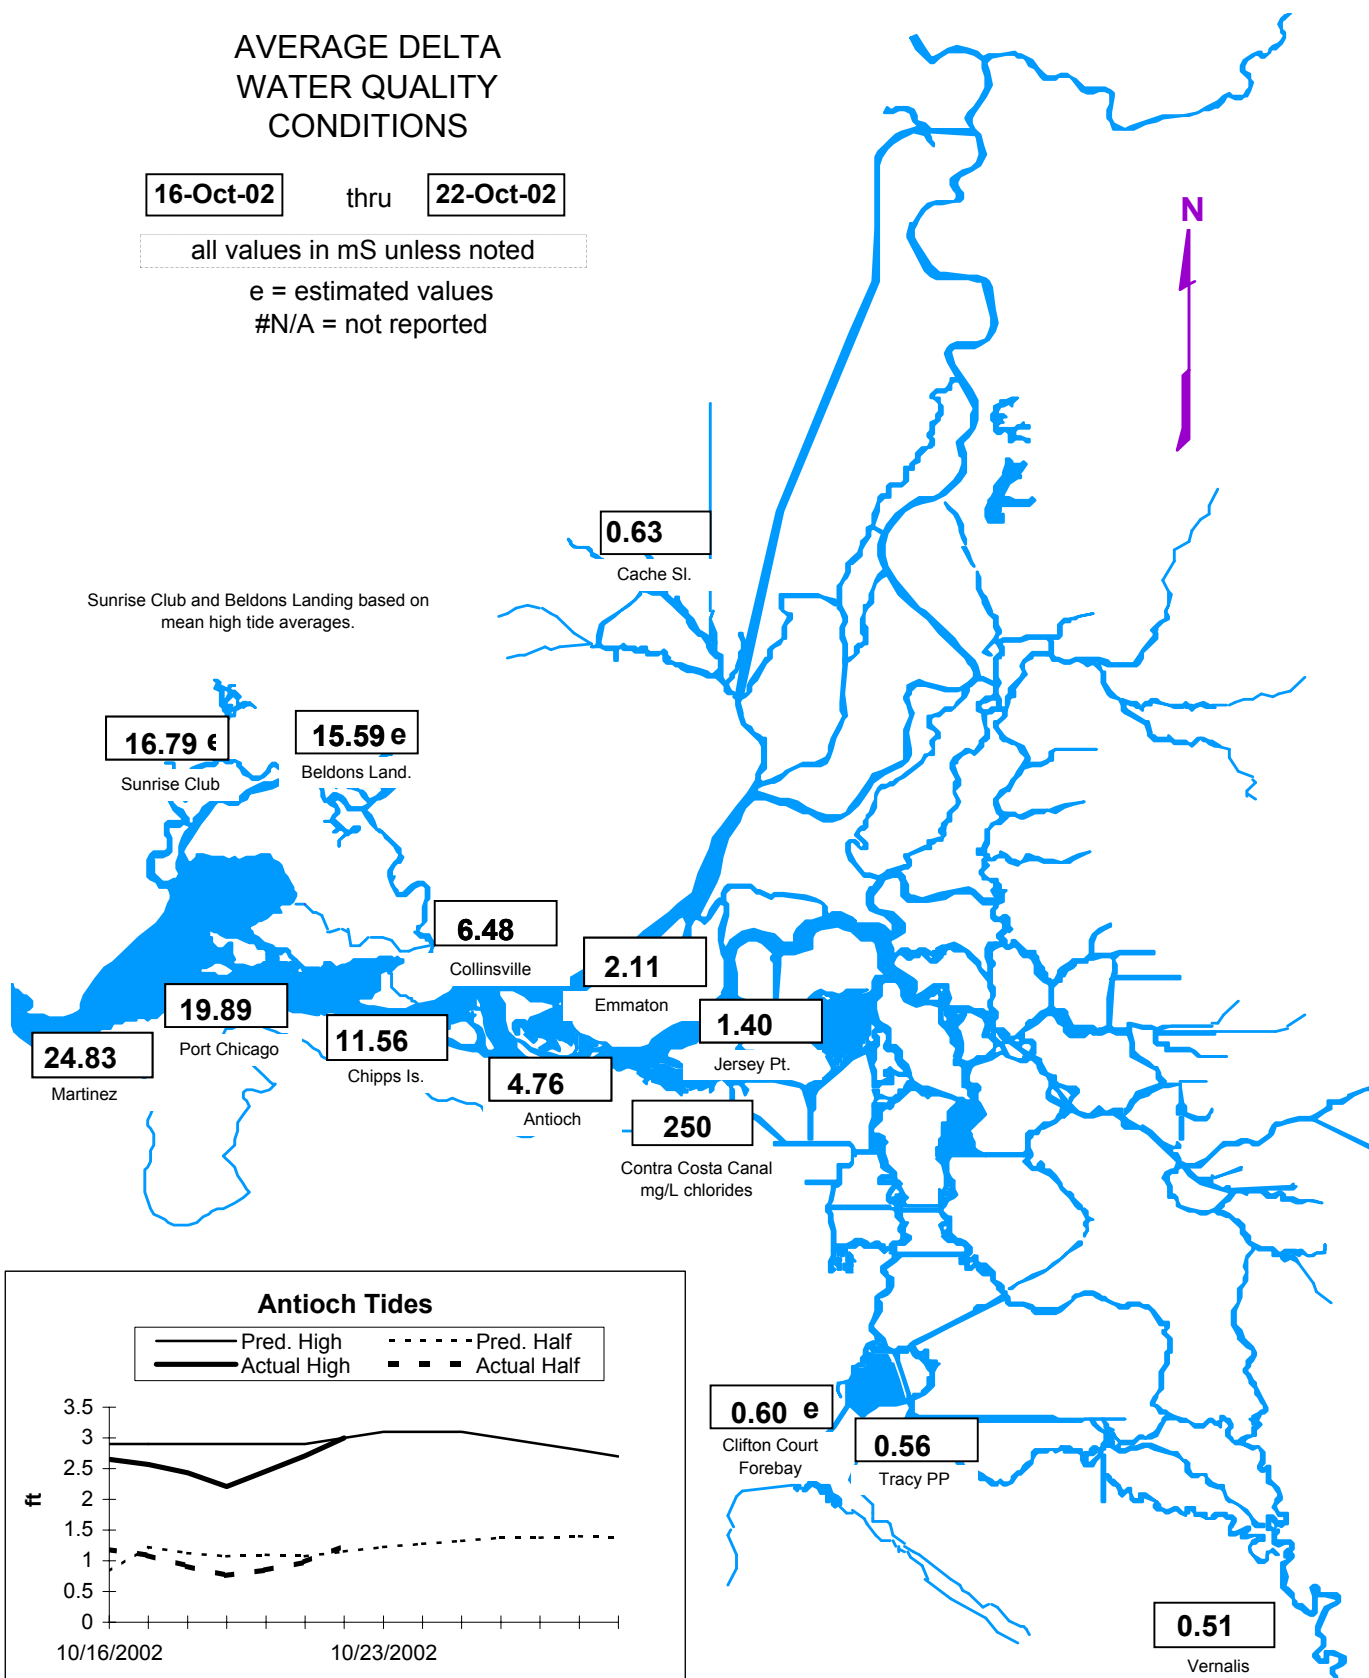 AVERAGE DELTA
WATER QUALITY
CONDITIONS
16-Oct-02 thru 22-Oct-02
all values in mS unless noted
e = estimated values
#N/A = not reported
N
0.63
Cache Sl.
Sunrise Club and Beldons Landing based on
mean high tide averages.
16.79 e
Sunrise Club
15.59 e
Beldons Land.
6.48
Collinsville
2.11
Emmaton
19.89
Port Chicago
1.40
Jersey Pt.
24.83
Martinez
11.56
Chipps Is.
4.76
Antioch
250
Contra Costa Canal
mg/L chlorides
Antioch Tides
Pred. High Pred. Half
Actual High Actual Half
3.5
3
2.5
2
1.5
1
0.5
0
ft
10/16/2002 10/23/2002
0.60 e
Clifton Court
Forebay
0.56
Tracy PP
0.51
Vernalis